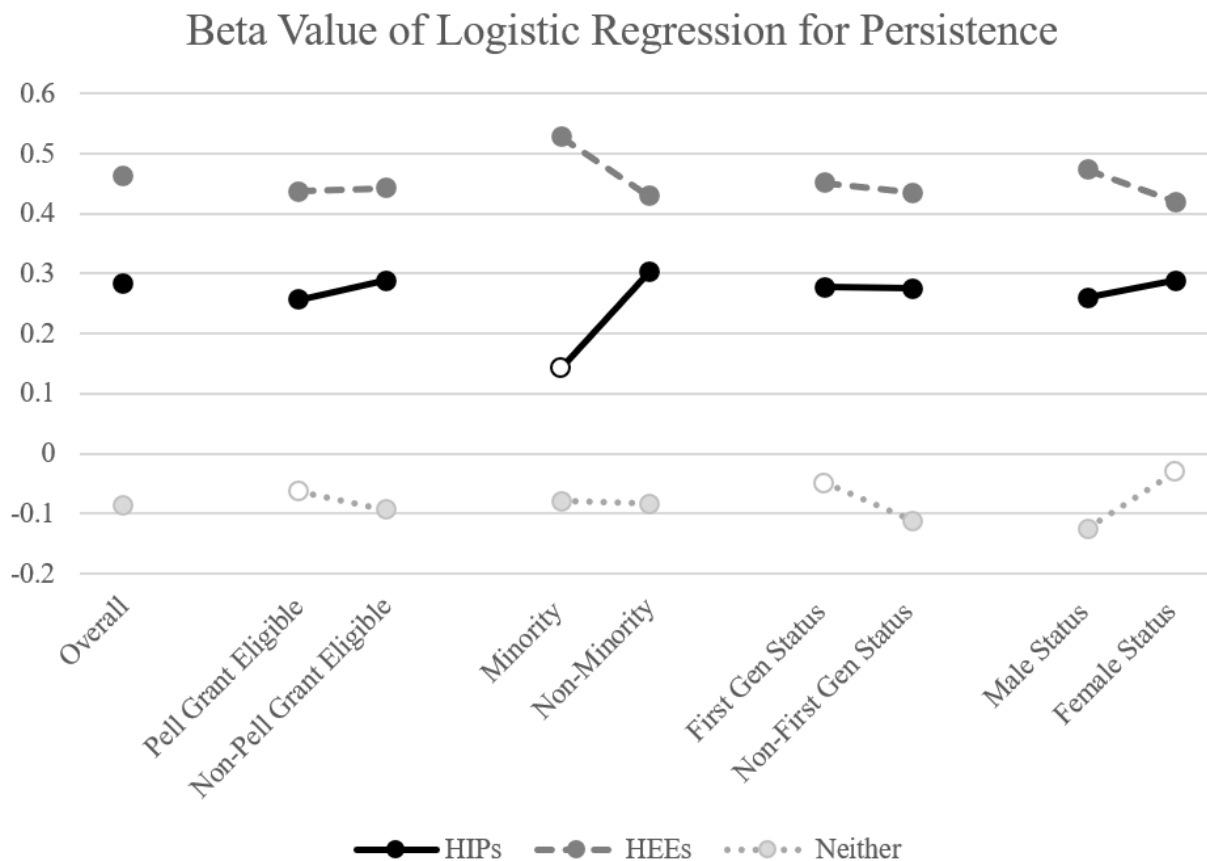 Beta Value of Logistic Regression for Persistence
0.6
0.5
0.4
0.3
0.2
0.1
0
-0.1
-0.2
Overall
Pell Grant Eligible
Non-Pell Grant Eligible
Minority
Non-Minority
First Gen Status
Non-First Gen Status
Male Status
Female Status
HIPs HEEs Neither